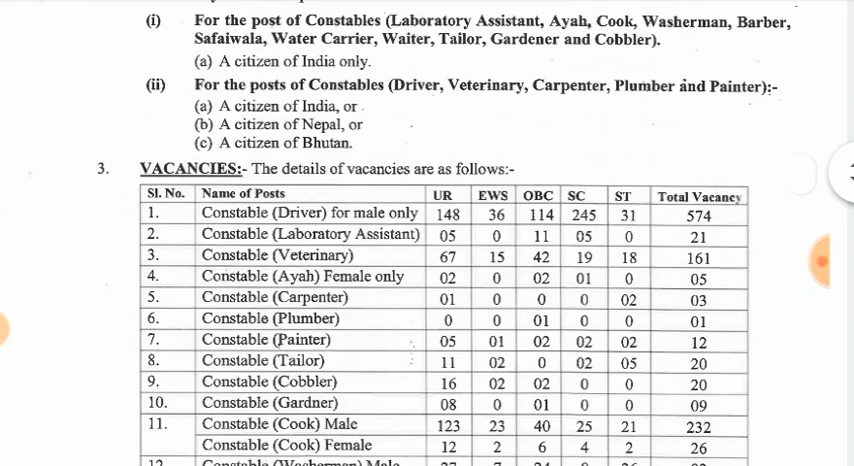 (i) For the post of Constables (Laboratory Assistant, Ayah, Cook, Washerman, Barber,
Safaiwala, Water Carrier, Waiter, Tailor, Gardener and Cobbler).
(a) A citizen of India only.
(ii) For the posts of Constables (Driver, Veterinary, Carpenter, Plumber and Painter):-
(a) A citizen of India, or
(b) A citizen of Nepal, or
(c) A citizen of Bhutan.
3. VACANCIES:- The details of vacancies are as follows:-
Sl. No. Name of Posts UR EWS OBC SC ST Total Vacancy
1. Constable (Driver) for male only 148 36 114 245 31 574
2. Constable (Laboratory Assistant) 05 0 11 05 0 21
3. Constable (Veterinary) 67 15 42 19 18 161
4. Constable (Ayah) Female only 02 0 02 01 0 05
5. Constable (Carpenter) 01 0 0 0 02 03
6. Constable (Plumber) 0 0 01 0 0 01
7. Constable (Painter) 05 01 02 02 02 12
8. Constable (Tailor) 11 02 0 02 05 20
9. Constable (Cobbler) 16 02 02 0 0 20
10. Constable (Gardner) 08 0 01 0 0 09
11. Constable (Cook) Male 123 23 40 25 21 232
Constable (Cook) Female 12 2 6 4 2 26
12. Constable (Washerman) Male